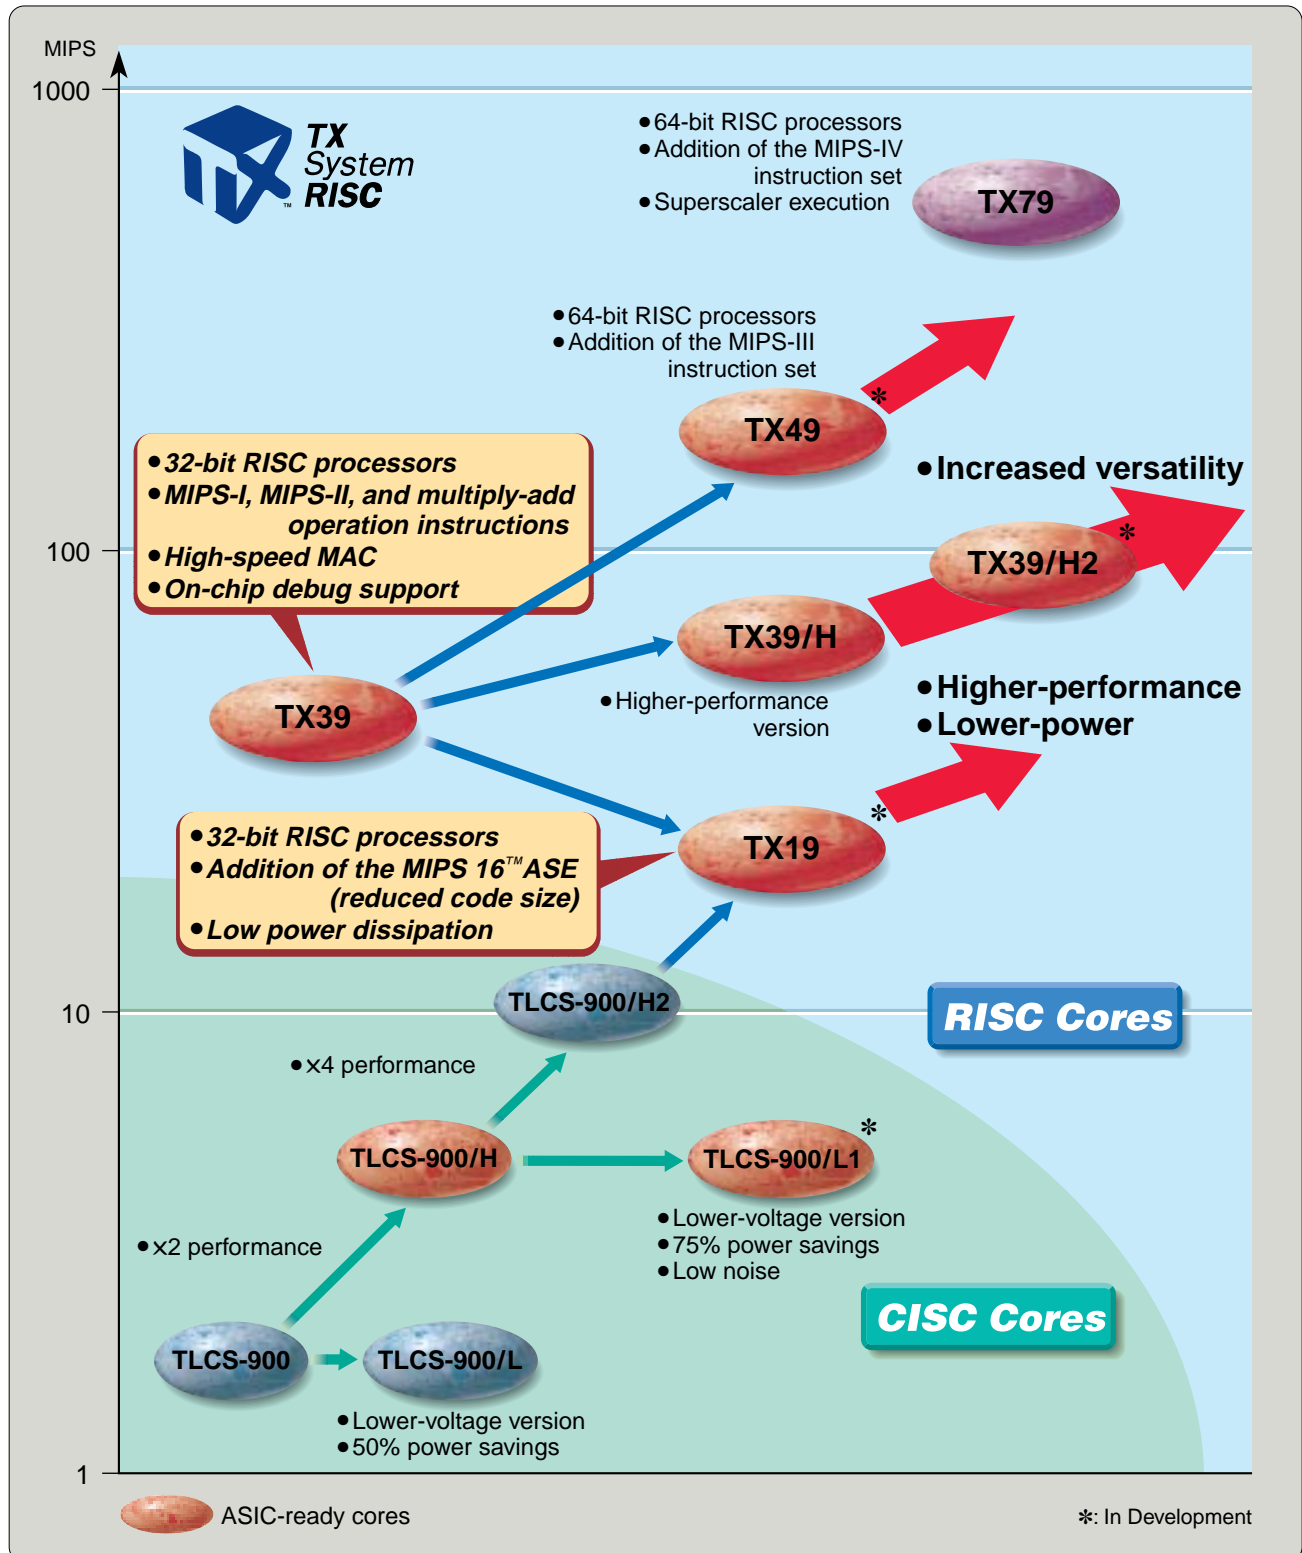 MIPS
1000
TX
System
RISC
TX
™
●64-bit RISC processors
●Addition of the MIPS-IV
instruction set
●Superscaler execution
TX79
●64-bit RISC processors
●Addition of the MIPS-III
instruction set
TX49
✻
●32-bit RISC processors
●MIPS-I, MIPS-II, and multiply-add
operation instructions
●High-speed MAC
●On-chip debug support
●Increased versatility
100
TX39/H2
✻
TX39/H
●Higher-performance
version
TX39
●Higher-performance
●Lower-power
●32-bit RISC processors
●Addition of the MIPS 16™ASE
(reduced code size)
●Low power dissipation
TX19
✻
TLCS-900/H2
10
RISC Cores
●×4 performance
TLCS-900/H
TLCS-900/L1
✻
●Lower-voltage version
●75% power savings
●Low noise
●×2 performance
CISC Cores
TLCS-900
TLCS-900/L
●Lower-voltage version
●50% power savings
1
ASIC-ready cores
✻: In Development